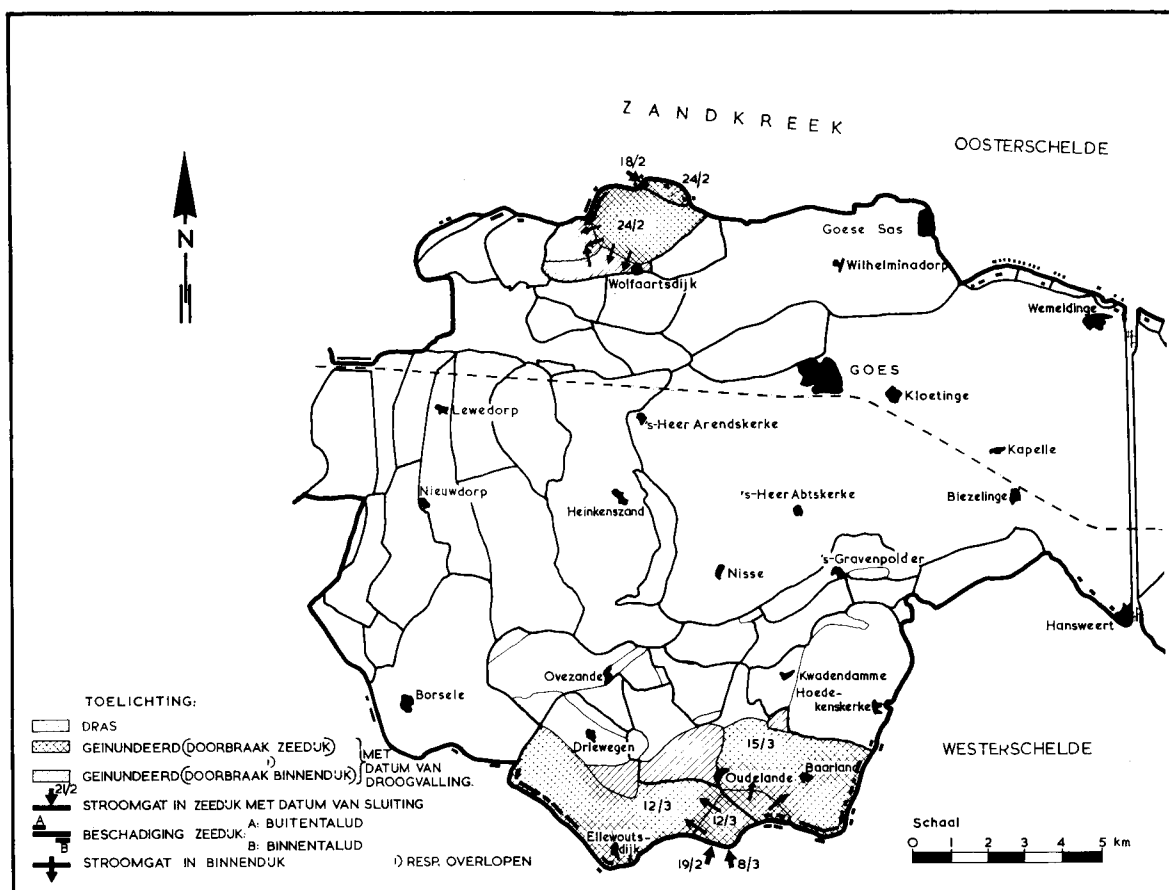 ZANDKREEK
OOSTERSCHELDE
18/2
24/2
Goese Sas
24/2
N
Wilhelminadorp
Wolfaartsdijk
Wemeldinge
GOES
Kloetinge
Lewedorp
's-Heer Arendskerke
Kapelle
Nieuwdorp
Heinkenszand
's-Heer Abtskerke
Biezelinge
's-Gravenpolder
Nisse
Hansweert
Ovezande
Kwadendamme
Borsele
Hoede-
kenskerke
Driewegen
15/3
WESTERSCHELDE
Oudelande
Baarland
12/3
12/3
Ellewouts-
dijk
19/2
8/3
TOELICHTING:
DRAS
GEINUNDEERD (DOORBRAAK ZEEDIJK)
1)
GEINUNDEERD (DOORBRAAK BINNENDIJK)
MET
DATUM VAN
DROOGVALLING.
21/2
STROOMGAT IN ZEEDIJK MET DATUM VAN SLUITING
A
BESCHADIGING ZEEDIJK: A: BUITENTALUD
B
B: BINNENTALUD
STROOMGAT IN BINNENDIJK
1) RESP. OVERLOPEN
Schaal
0 1 2 3 4 5 km